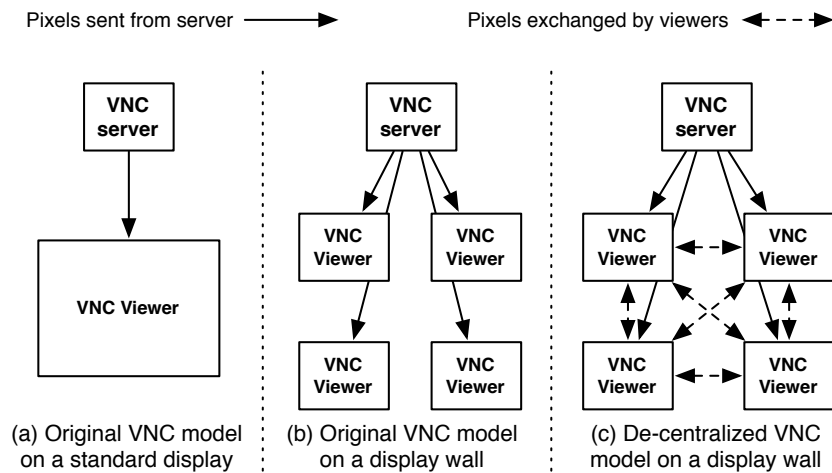 Pixels sent from server
Pixels exchanged by viewers
VNC
server
VNC Viewer
(a) Original VNC model
on a standard display
VNC
server
VNC
Viewer
VNC
Viewer
VNC
Viewer
VNC
Viewer
(b) Original VNC model
on a display wall
VNC
server
VNC
Viewer
VNC
Viewer
VNC
Viewer
VNC
Viewer
(c) De-centralized VNC
model on a display wall